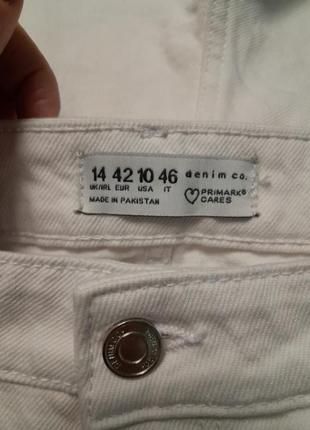 14 42 10 46 denim co.
UK/IRL EUR USA IT ♡ PRIMARK®
MADE IN PAKISTAN CARES